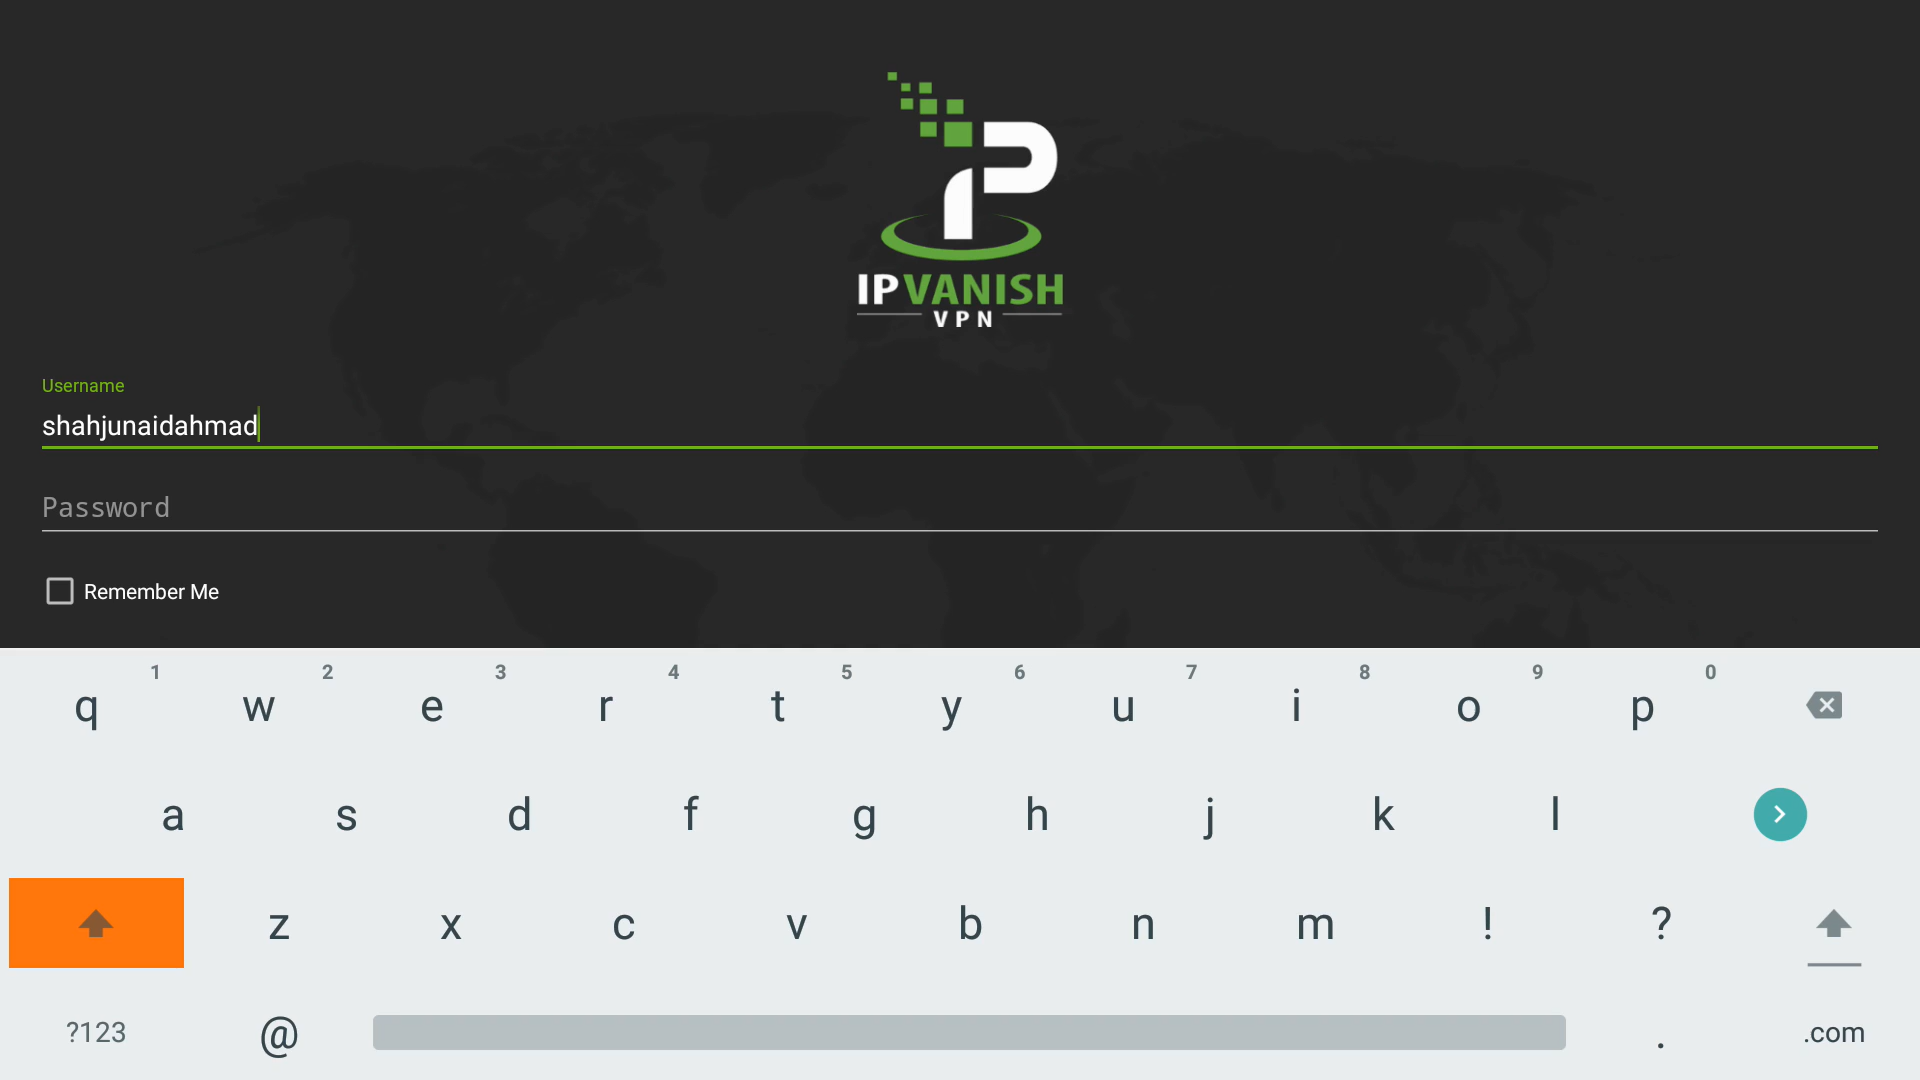 IPVANISH
VPN
Username
shahjunaidahmad
Password
Remember Me
1 2 3 4 5 6 7 8 9 0
q w e r t y u i o p
a s d f g h j k l
z x c v b n m ! ?
?123 @ . .com